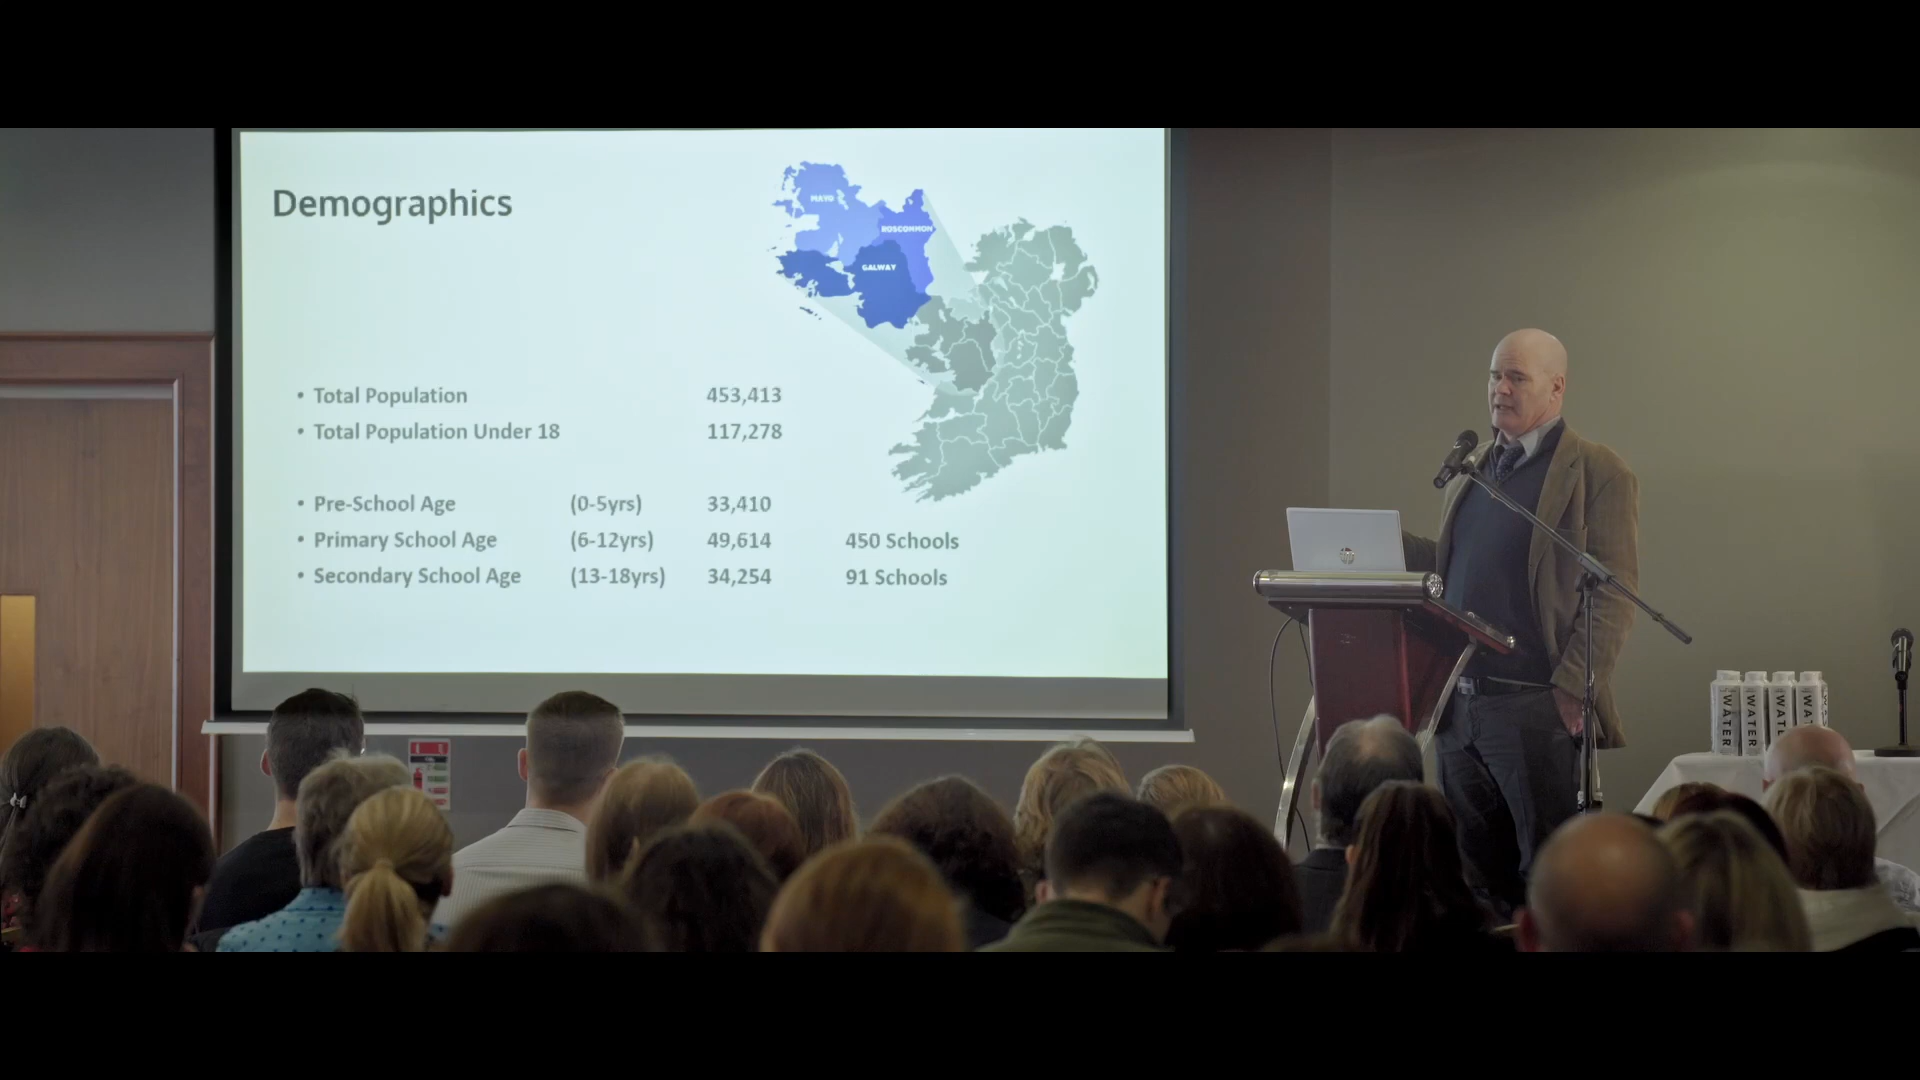 Demographics
MAYO
ROSCOMMON
GALWAY
• Total Population 453,413
• Total Population Under 18 117,278
• Pre-School Age (0-5yrs) 33,410
• Primary School Age (6-12yrs) 49,614 450 Schools
• Secondary School Age (13-18yrs) 34,254 91 Schools
hp
WATER
WATER
WATER
WAT